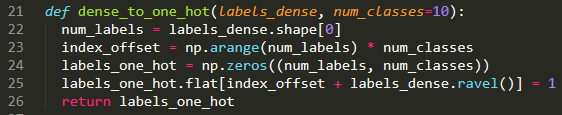 21 def dense_to_one_hot(labels_dense, num_classes=10):
22     num_labels = labels_dense.shape[0]
23     index_offset = np.arange(num_labels) * num_classes
24     labels_one_hot = np.zeros((num_labels, num_classes))
25     labels_one_hot.flat[index_offset + labels_dense.ravel()] = 1
26     return labels_one_hot